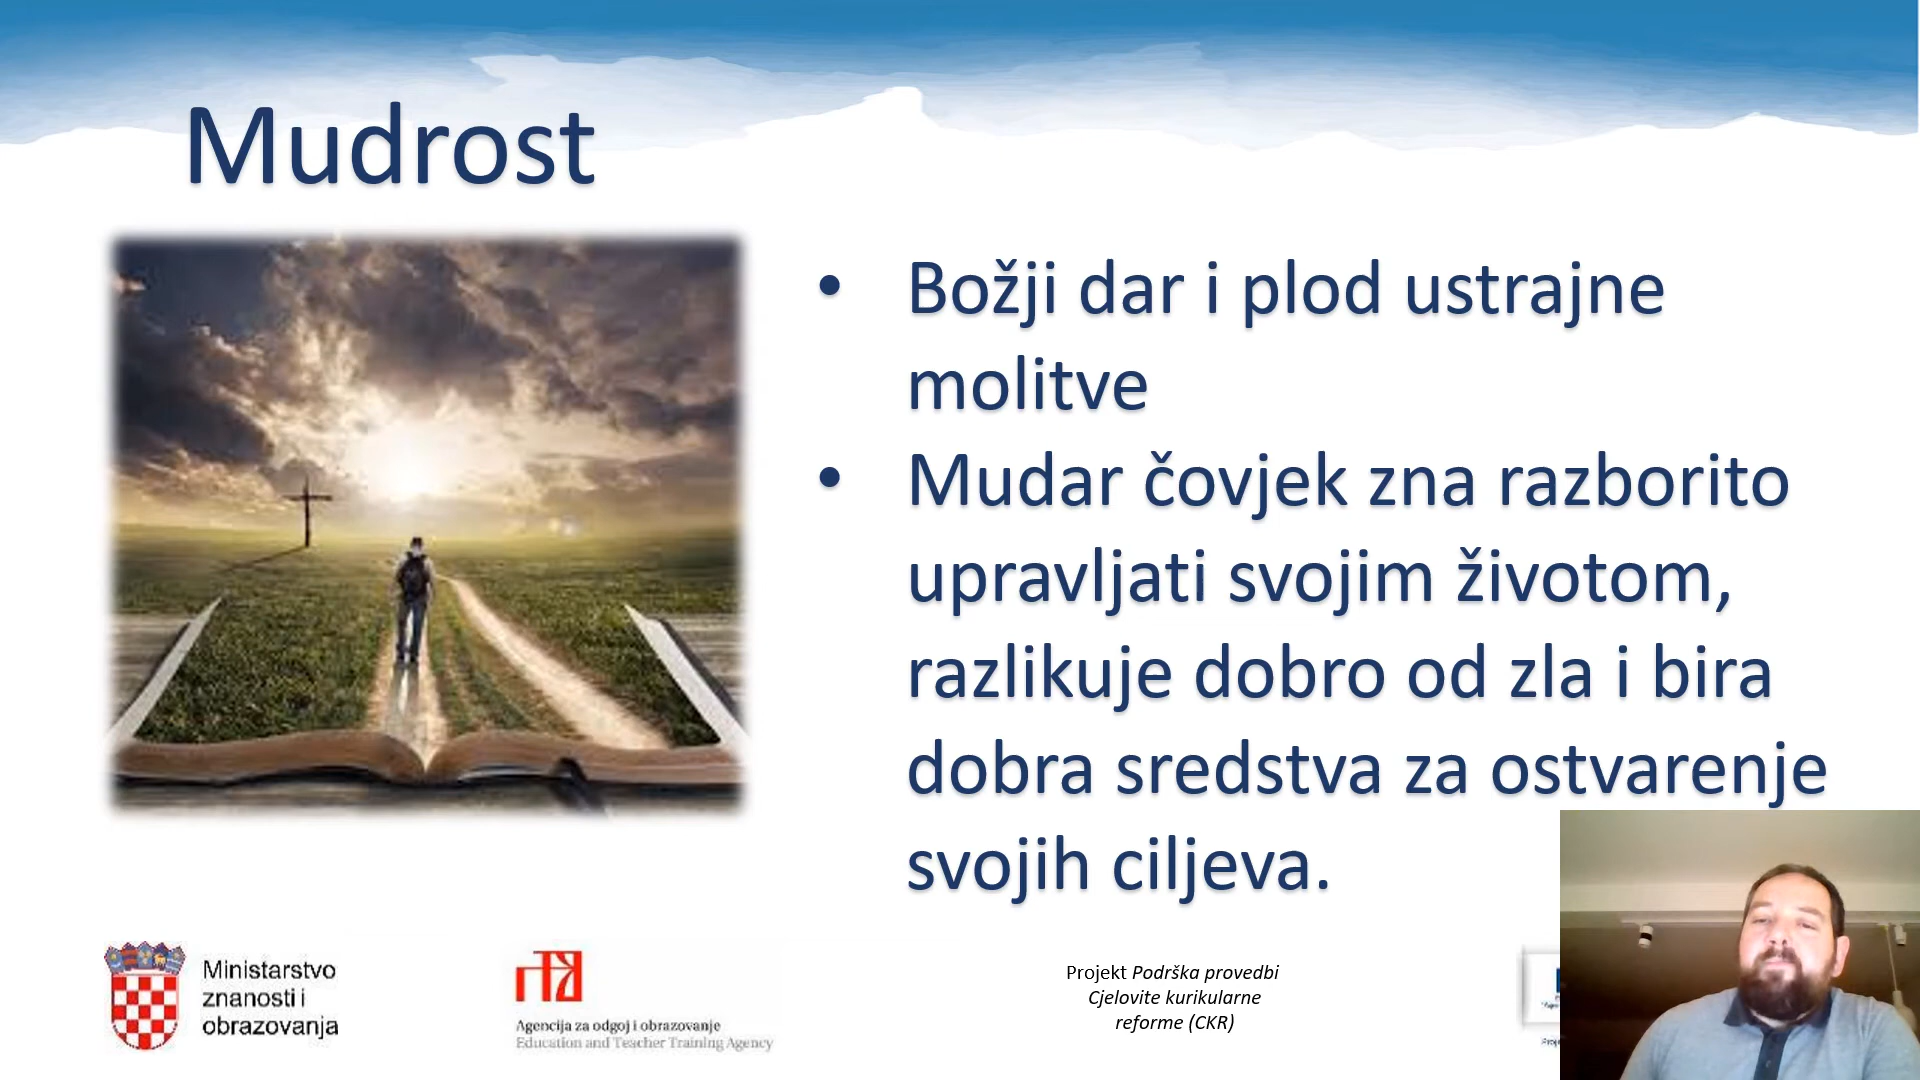 Mudrost
• Božji dar i plod ustrajne
molitve
• Mudar čovjek zna razborito
upravljati svojim životom,
razlikuje dobro od zla i bira
dobra sredstva za ostvarenje
svojih ciljeva.
Ministarstvo
znanosti i
obrazovanja
Agencija za odgoj i obrazovanje
Education and Teacher Training Agency
Projekt Podrška provedbi
Cjelovite kurikularne
reforme (CKR)